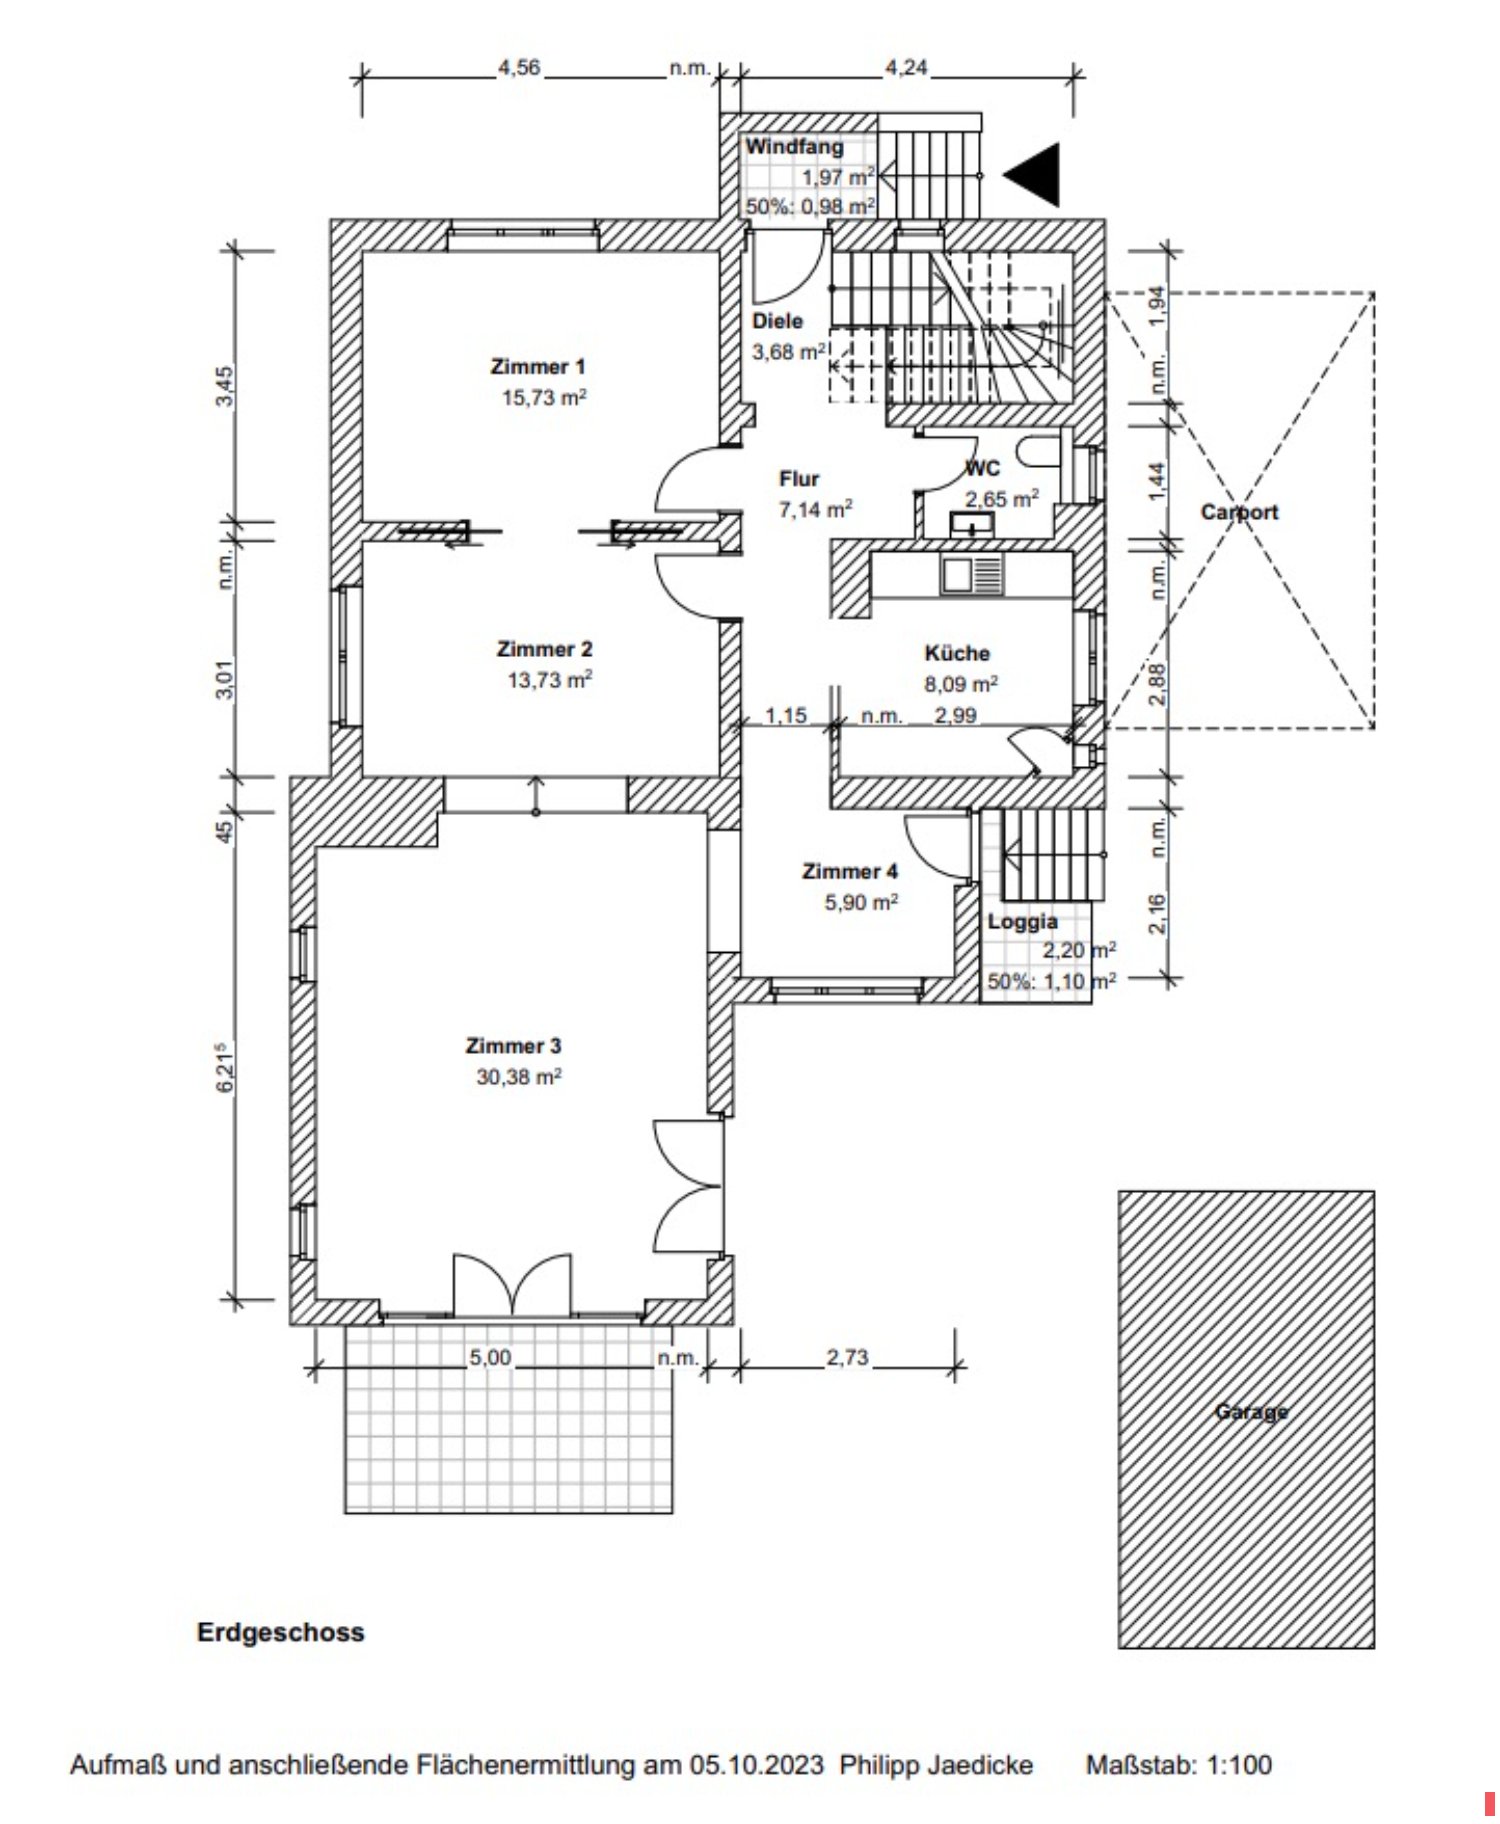 4,56 n.m. 4,24
Windfang
1,97 m²
50%: 0,98 m²
Diele
3,68 m²
Zimmer 1
15,73 m²
3,45
1,94
n.m.
Flur
7,14 m²
WC
2,65 m²
1,44
Carport
n.m.
n.m.
Zimmer 2
13,73 m²
3,01
Küche
8,09 m²
2,88
1,15 n.m. 2,99
45
n.m.
Zimmer 4
5,90 m²
2,16
Loggia
2,20 m²
50%: 1,10 m²
Zimmer 3
30,38 m²
6,21⁵
5,00 n.m. 2,73
Garage
Erdgeschoss
Aufmaß und anschließende Flächenermittlung am 05.10.2023 Philipp Jaedicke Maßstab: 1:100